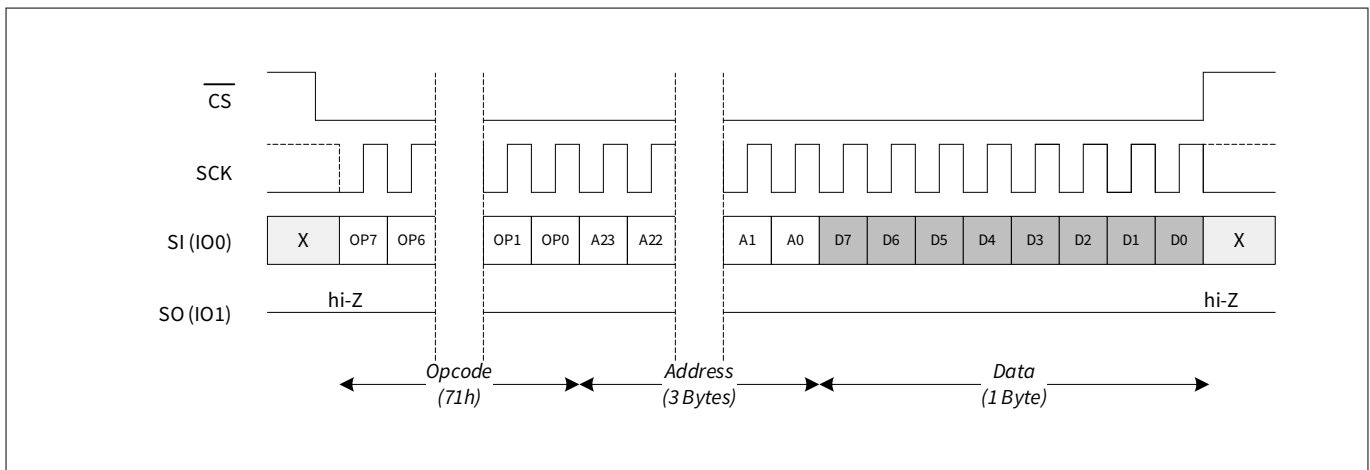 CS
SCK
SI (IO0) X OP7 OP6 OP1 OP0 A23 A22 A1 A0 D7 D6 D5 D4 D3 D2 D1 D0 X
hi-Z hi-Z
SO (IO1)
Opcode Address Data
(71h) (3 Bytes) (1 Byte)